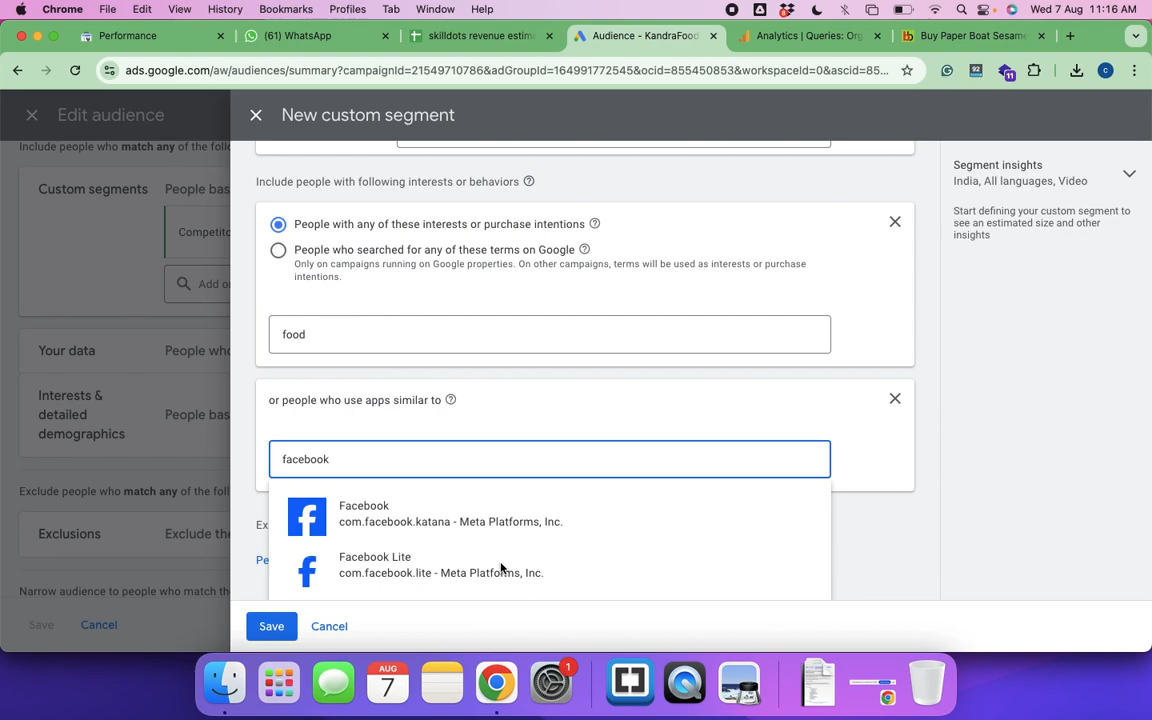 Chrome File Edit View History Bookmarks Profiles Tab Window Help Wed 7 Aug 11:16 AM
Performance (61) WhatsApp skilldots revenue estim Audience - KandraFood Analytics | Queries: Org Buy Paper Boat Sesame
ads.google.com/aw/audiences/summary?campaignId=21549710786&adGroupId=164991772545&ocid=855450853&workspaceId=0&ascid=85...
92
11
C
Edit audience
New custom segment
Include people who match any of the foll
Custom segments People bas
Competito
Add or
Your data People who
Interests &
detailed
demographics
People bas
Exclude people who match any of the foll
Exclusions Exclude the
Narrow audience to people who match the
Save Cancel
Include people with following interests or behaviors
People with any of these interests or purchase intentions
People who searched for any of these terms on Google
Only on campaigns running on Google properties. On other campaigns, terms will be used as interests or purchase
intentions.
food
or people who use apps similar to
facebook
Facebook
com.facebook.katana - Meta Platforms, Inc.
Facebook Lite
com.facebook.lite - Meta Platforms, Inc.
Ex
Pe
Save Cancel
Segment insights
India, All languages, Video
Start defining your custom segment to
see an estimated size and other
insights
AUG
7
1